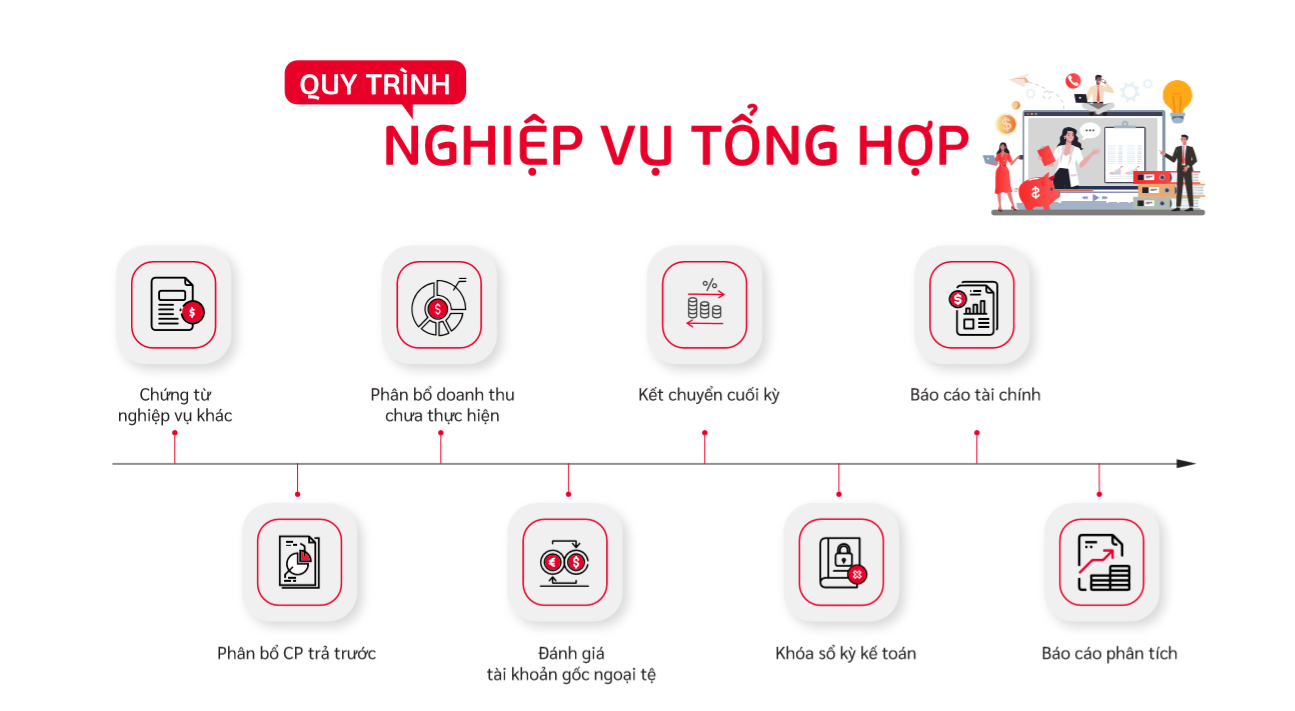 QUY TRÌNH
NGHIỆP VỤ TỔNG HỢP
Chứng từ
nghiệp vụ khác
Phân bổ doanh thu
chưa thực hiện
Kết chuyển cuối kỳ
Báo cáo tài chính
Phân bổ CP trả trước
Đánh giá
tài khoản gốc ngoại tệ
Khóa sổ kỳ kế toán
Báo cáo phân tích